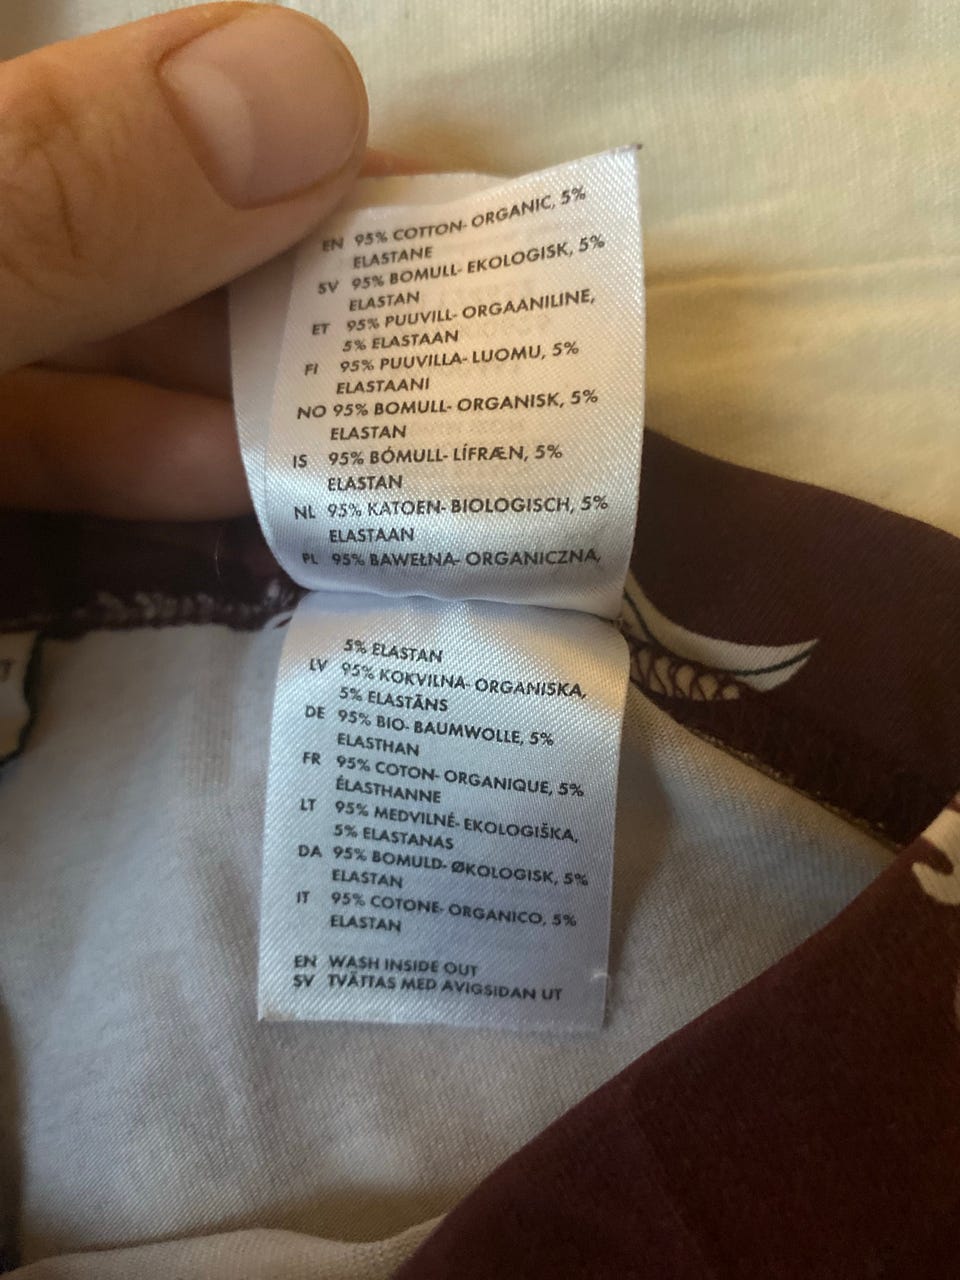 EN 95% COTTON- ORGANIC, 5%
ELASTANE
SV 95% BOMULL- EKOLOGISK, 5%
ELASTAN
ET 95% PUUVILL- ORGAANILINE,
5% ELASTAAN
FI 95% PUUVILLA- LUOMU, 5%
ELASTAANI
NO 95% BOMULL- ORGANISK, 5%
ELASTAN
IS 95% BÓMULL- LÍFRÆN, 5%
ELASTAN
NL 95% KATOEN- BIOLOGISCH, 5%
ELASTAAN
PL 95% BAWEŁNA- ORGANICZNA,
5% ELASTAN
LV 95% KOKVILNA- ORGANISKA,
5% ELASTĀNS
DE 95% BIO- BAUMWOLLE, 5%
ELASTHAN
FR 95% COTON- ORGANIQUE, 5%
ÉLASTHANNE
LT 95% MEDVILNĖ- EKOLOGIŠKA,
5% ELASTANAS
DA 95% BOMULD- ØKOLOGISK, 5%
ELASTAN
IT 95% COTONE- ORGANICO, 5%
ELASTAN
EN WASH INSIDE OUT
SV TVÄTTAS MED AVIGSIDAN UT